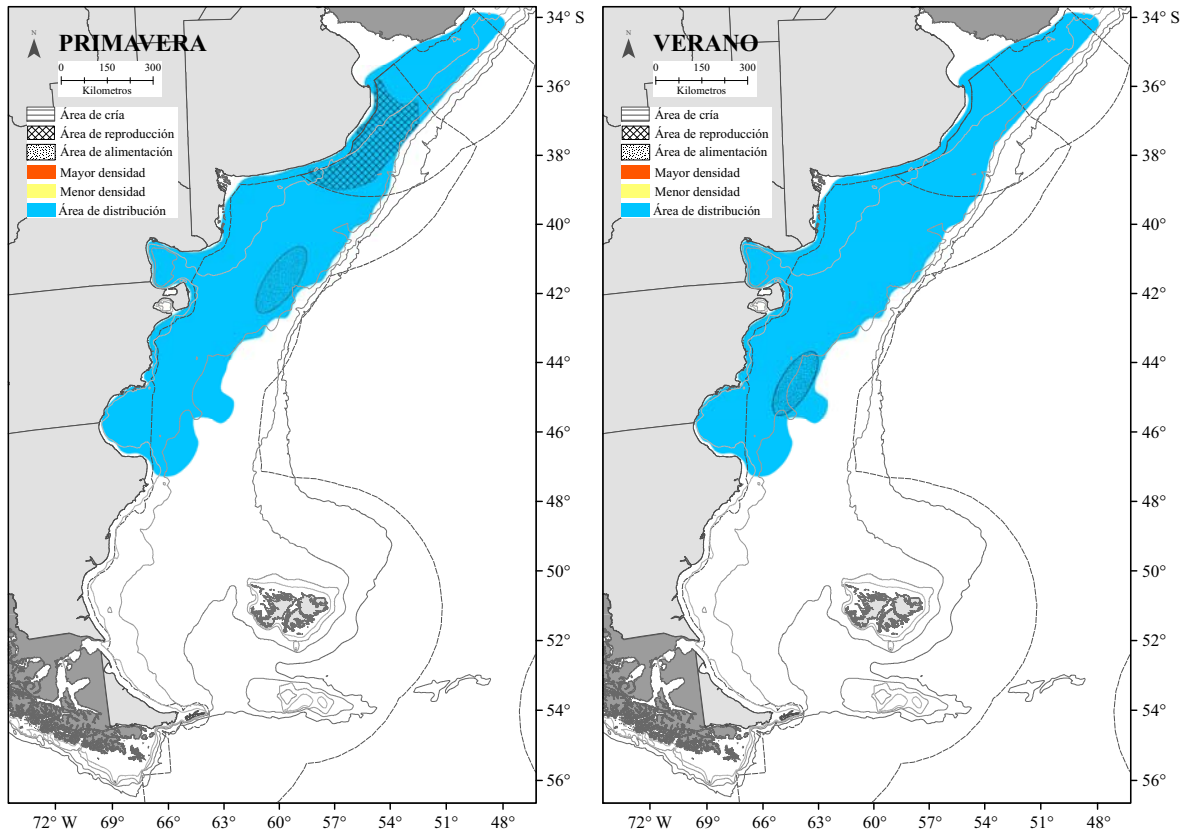 N
PRIMAVERA
0 150 300
Kilometros
Área de cría
Área de reproducción
Área de alimentación
Mayor densidad
Menor densidad
Área de distribución
34° S
36°
38°
40°
42°
44°
46°
48°
50°
52°
54°
56°
72° W 69° 66° 63° 60° 57° 54° 51° 48°
N
VERANO
0 150 300
Kilometros
Área de cría
Área de reproducción
Área de alimentación
Mayor densidad
Menor densidad
Área de distribución
34° S
36°
38°
40°
42°
44°
46°
48°
50°
52°
54°
56°
72° W 69° 66° 63° 60° 57° 54° 51° 48°